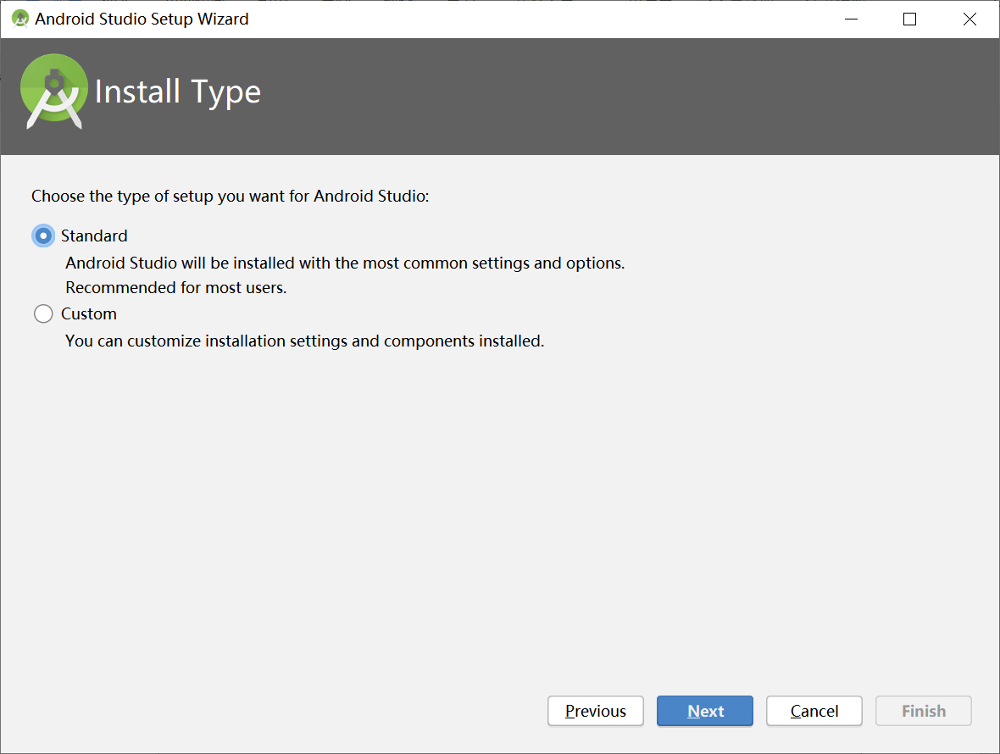 Android Studio Setup Wizard
Install Type
Choose the type of setup you want for Android Studio:
Standard
Android Studio will be installed with the most common settings and options.
Recommended for most users.
Custom
You can customize installation settings and components installed.
Previous
Next
Cancel
Finish